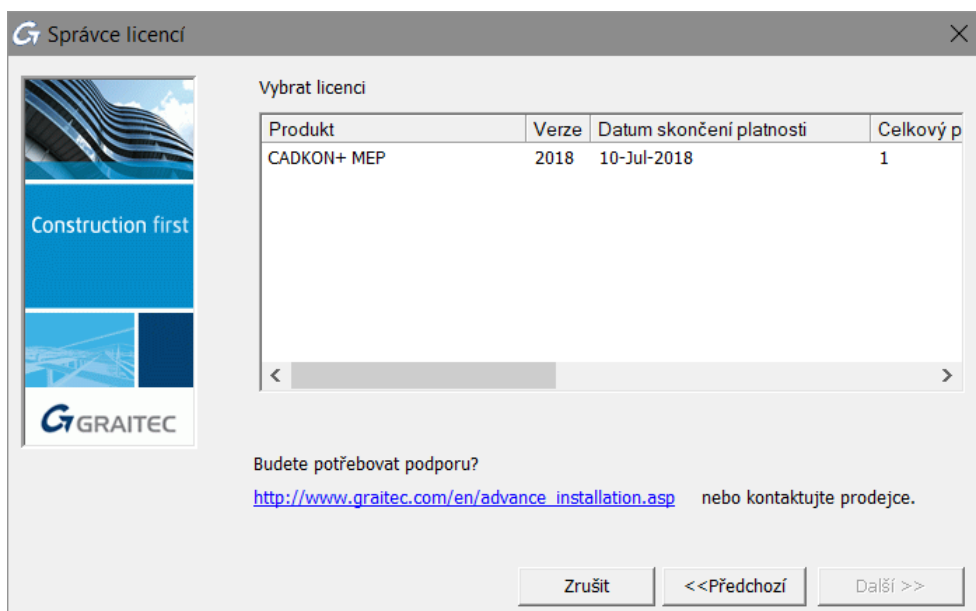 Správce licencí
Construction first
GRAITEC
Vybrat licenci
Produkt Verze Datum skončení platnosti Celkový p
CADKON+ MEP 2018 10-Jul-2018 1
Budete potřebovat podporu?
http://www.graitec.com/en/advance_installation.asp nebo kontaktujte prodejce.
Zrušit <<Předchozí Další >>